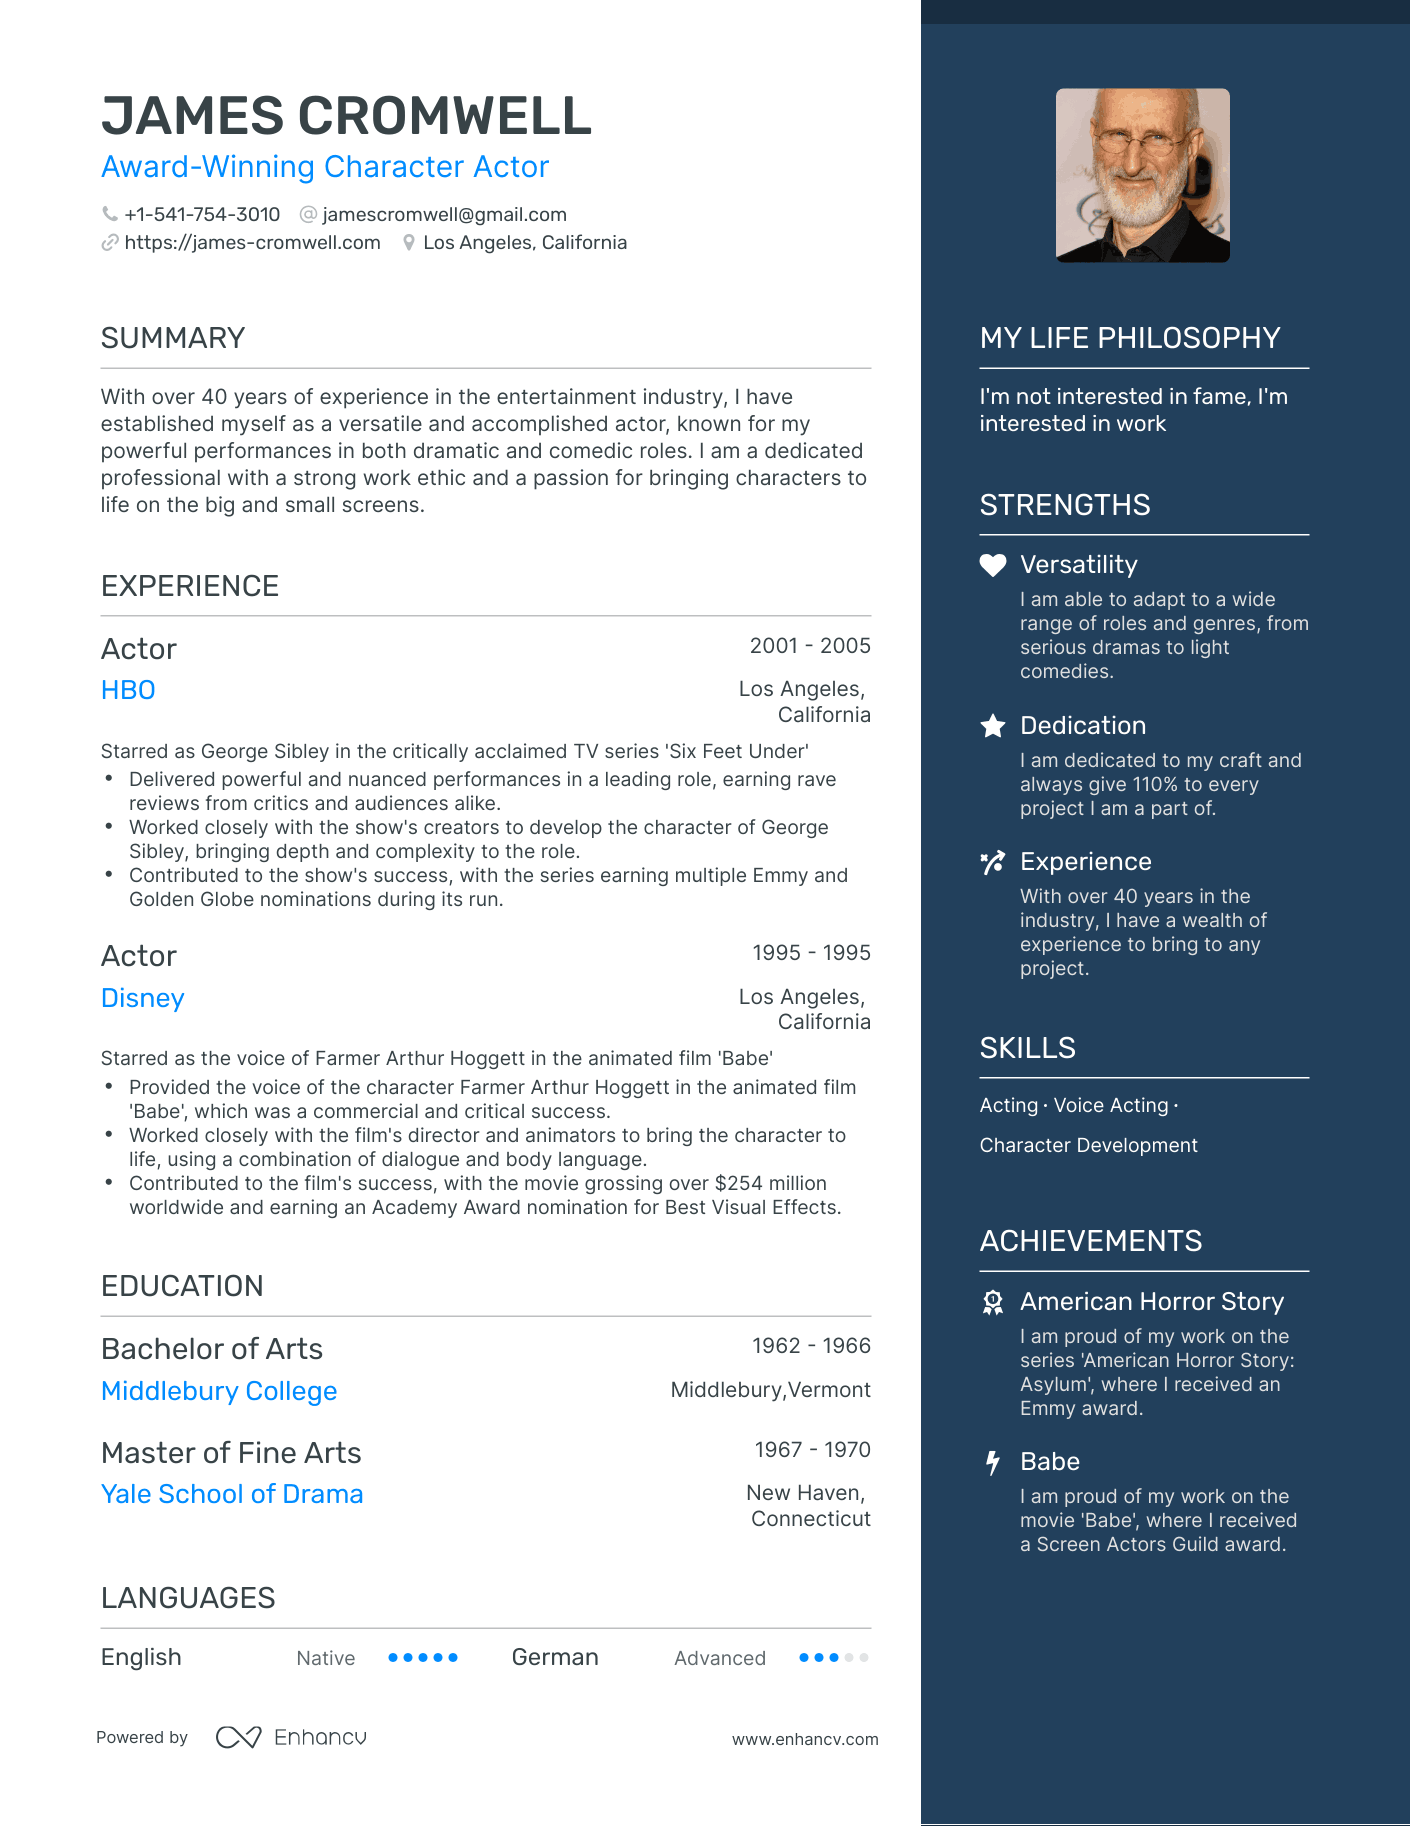 JAMES CROMWELL
Award-Winning Character Actor
+1-541-754-3010 @ jamescromwell@gmail.com
https://james-cromwell.com Los Angeles, California
SUMMARY
With over 40 years of experience in the entertainment industry, I have
established myself as a versatile and accomplished actor, known for my
powerful performances in both dramatic and comedic roles. I am a dedicated
professional with a strong work ethic and a passion for bringing characters to
life on the big and small screens.
EXPERIENCE
Actor 2001 - 2005
HBO Los Angeles,
California
Starred as George Sibley in the critically acclaimed TV series 'Six Feet Under'
• Delivered powerful and nuanced performances in a leading role, earning rave
reviews from critics and audiences alike.
• Worked closely with the show's creators to develop the character of George
Sibley, bringing depth and complexity to the role.
• Contributed to the show's success, with the series earning multiple Emmy and
Golden Globe nominations during its run.
Actor 1995 - 1995
Disney Los Angeles,
California
Starred as the voice of Farmer Arthur Hoggett in the animated film 'Babe'
• Provided the voice of the character Farmer Arthur Hoggett in the animated film
'Babe', which was a commercial and critical success.
• Worked closely with the film's director and animators to bring the character to
life, using a combination of dialogue and body language.
• Contributed to the film's success, with the movie grossing over $254 million
worldwide and earning an Academy Award nomination for Best Visual Effects.
EDUCATION
Bachelor of Arts 1962 - 1966
Middlebury College Middlebury,Vermont
Master of Fine Arts 1967 - 1970
Yale School of Drama New Haven,
Connecticut
LANGUAGES
English Native German Advanced
Powered by Enhancv www.enhancv.com
MY LIFE PHILOSOPHY
I'm not interested in fame, I'm
interested in work
STRENGTHS
Versatility
I am able to adapt to a wide
range of roles and genres, from
serious dramas to light
comedies.
Dedication
I am dedicated to my craft and
always give 110% to every
project I am a part of.
Experience
With over 40 years in the
industry, I have a wealth of
experience to bring to any
project.
SKILLS
Acting · Voice Acting ·
Character Development
ACHIEVEMENTS
American Horror Story
I am proud of my work on the
series 'American Horror Story:
Asylum', where I received an
Emmy award.
Babe
I am proud of my work on the
movie 'Babe', where I received
a Screen Actors Guild award.